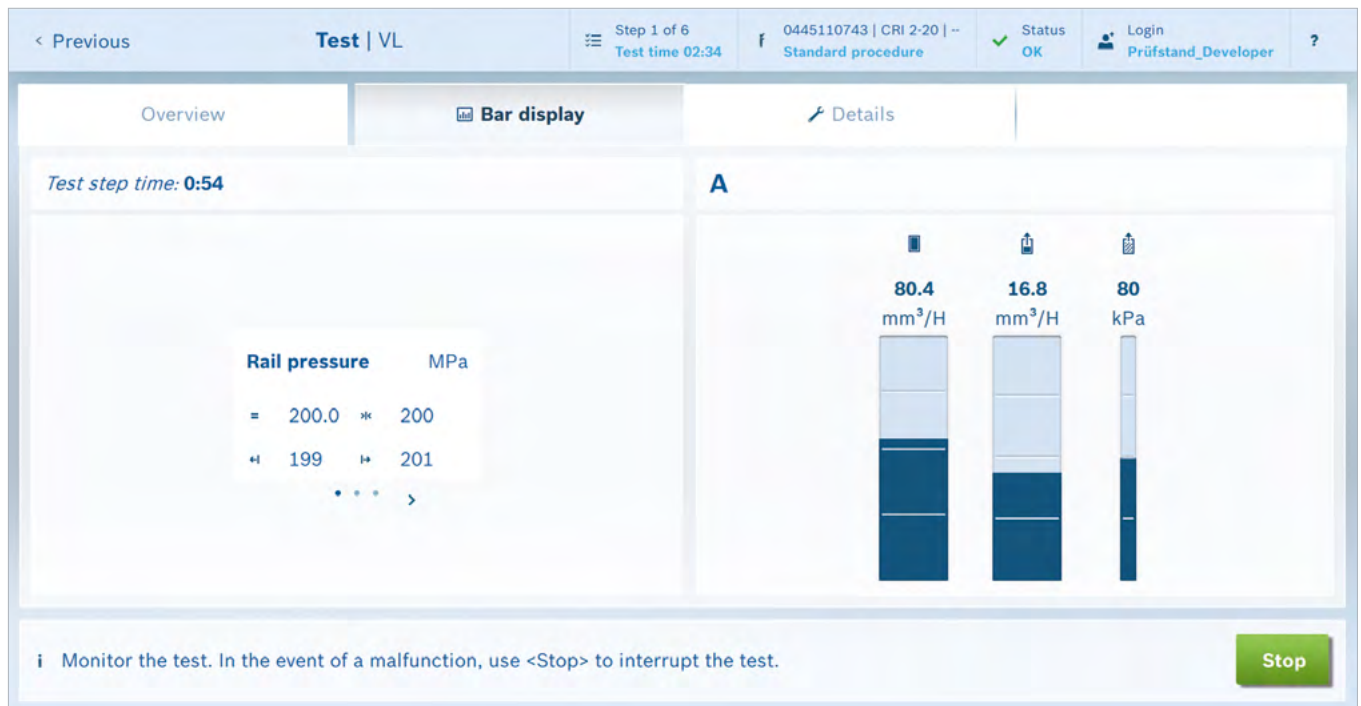 < Previous
Test | VL
Step 1 of 6
Test time 02:34
0445110743 | CRI 2-20 | --
Standard procedure
Status
OK
Login
Prüfstand_Developer
?
Overview
Bar display
Details
Test step time: 0:54
A
Rail pressure MPa
= 200.0 200
199 201
80.4 16.8 80
mm³/H mm³/H kPa
i Monitor the test. In the event of a malfunction, use <Stop> to interrupt the test.
Stop